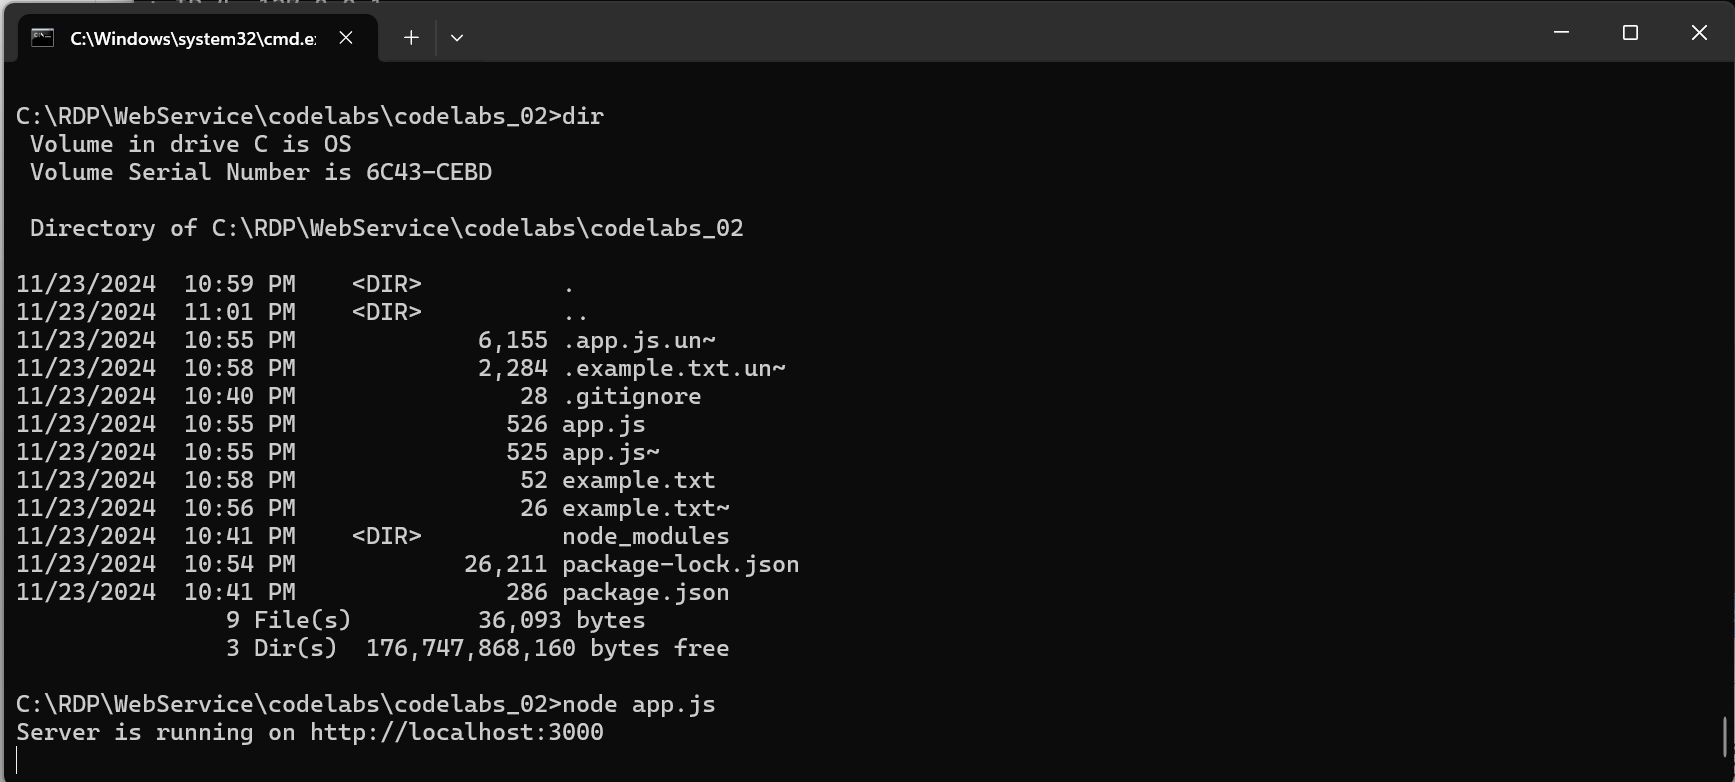 C:\Windows\system32\cmd.e
C:\RDP\WebService\codelabs\codelabs_02>dir
 Volume in drive C is OS
 Volume Serial Number is 6C43-CEBD
 Directory of C:\RDP\WebService\codelabs\codelabs_02
11/23/2024  10:59 PM    <DIR>          .
11/23/2024  11:01 PM    <DIR>          ..
11/23/2024  10:55 PM             6,155 .app.js.un~
11/23/2024  10:58 PM             2,284 .example.txt.un~
11/23/2024  10:40 PM                28 .gitignore
11/23/2024  10:55 PM               526 app.js
11/23/2024  10:55 PM               525 app.js~
11/23/2024  10:58 PM                52 example.txt
11/23/2024  10:56 PM                26 example.txt~
11/23/2024  10:41 PM    <DIR>          node_modules
11/23/2024  10:54 PM            26,211 package-lock.json
11/23/2024  10:41 PM               286 package.json
               9 File(s)         36,093 bytes
               3 Dir(s)  176,747,868,160 bytes free
C:\RDP\WebService\codelabs\codelabs_02>node app.js
Server is running on http://localhost:3000